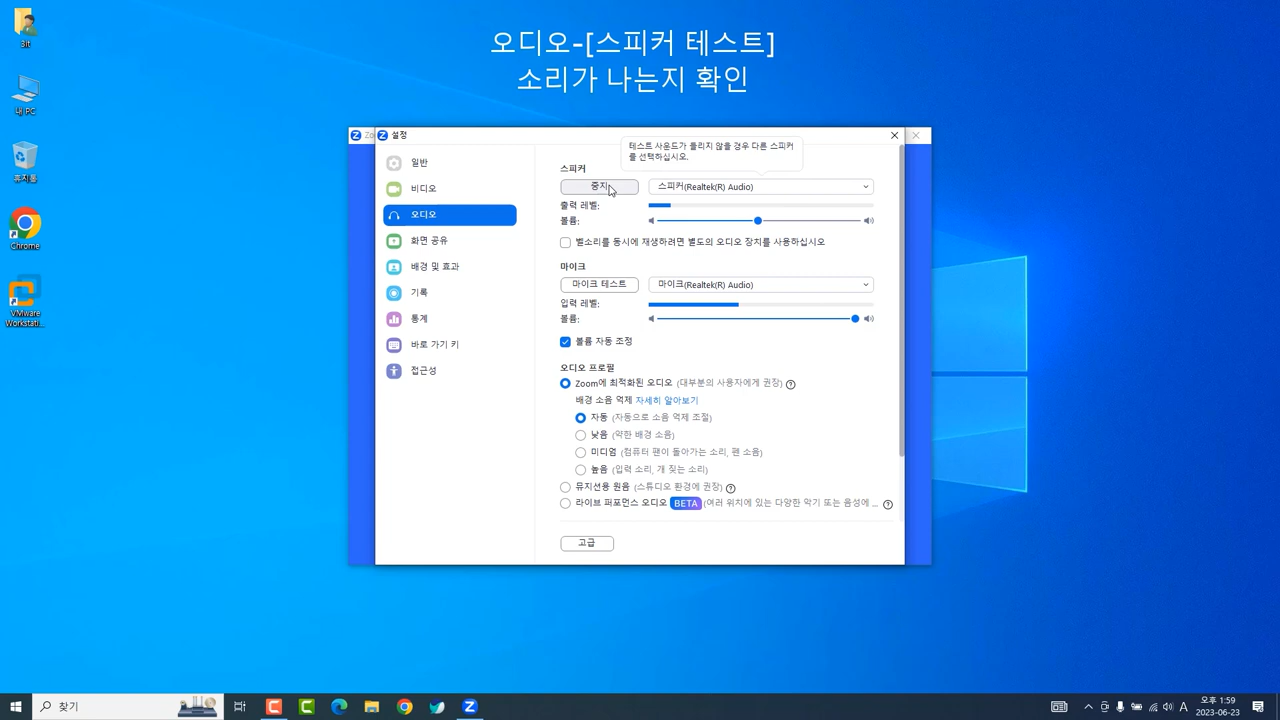 오디오-[스피커 테스트]
소리가 나는지 확인
Bit
내 PC
휴지통
Chrome
VMware
Workstati...
Zo
설정
일반
비디오
오디오
화면 공유
배경 및 효과
기록
통계
바로 가기 키
접근성
테스트 사운드가 들리지 않을 경우 다른 스피커
를 선택하십시오.
스피커
중지
스피커(Realtek(R) Audio)
출력 레벨:
볼륨:
벨소리를 동시에 재생하려면 별도의 오디오 장치를 사용하십시오
마이크
마이크 테스트
마이크(Realtek(R) Audio)
입력 레벨:
볼륨:
볼륨 자동 조정
오디오 프로필
Zoom에 최적화된 오디오 (대부분의 사용자에게 권장)
배경 소음 억제 자세히 알아보기
자동 (자동으로 소음 억제 조절)
낮음 (약한 배경 소음)
미디엄 (컴퓨터 팬이 돌아가는 소리, 펜 소음)
높음 (입력 소리, 개 짖는 소리)
뮤지션용 원음 (스튜디오 환경에 권장)
라이브 퍼포먼스 오디오 BETA (여러 위치에 있는 다양한 악기 또는 음성에 ...
고급
찾기
A
오후 1:59
2023-06-23